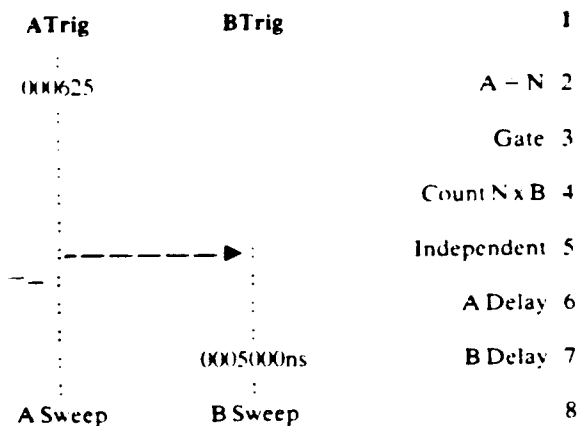 ATrig BTrig 1
000625 A - N 2
Gate 3
Count N x B 4
Independent 5
A Delay 6
0005000ns B Delay 7
A Sweep B Sweep 8